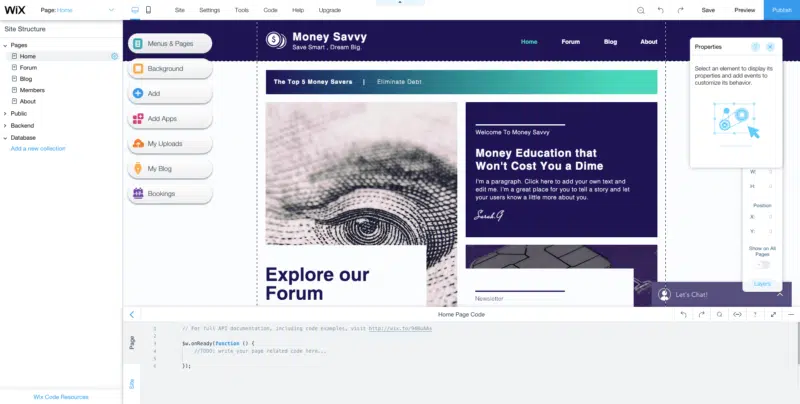 WiX
Page: Home
Site
Settings
Tools
Code
Help
Upgrade
Save
Preview
Publish
Site Structure
Pages
Home
Forum
Blog
Members
About
Public
Backend
Database
Add a new collection
Wix Code Resources
Menus & Pages
Background
Add
Add Apps
My Uploads
My Blog
Bookings
Money Savvy
Save Smart , Dream Big.
Home
Forum
Blog
About
The Top 5 Money Savers | Eliminate Debt
Welcome To Money Savvy
Money Education that
Won't Cost You a Dime
I'm a paragraph. Click here to add your own text and
edit me. I'm a great place for you to tell a story and let
your users know a little more about you.
Sarah.G
Explore our
Forum
Newsletter
Properties
Select an element to display its
properties and add events to
customize its behavior.
W:
H:
Position
X:
Y:
Show on All
Pages
Layers
Let's Chat!
Home Page Code
Page
Site
1 // For full API documentation, including code examples, visit
2
3 $w.onReady(function () {
4 //TODO: write your page related code here...
5
6 });